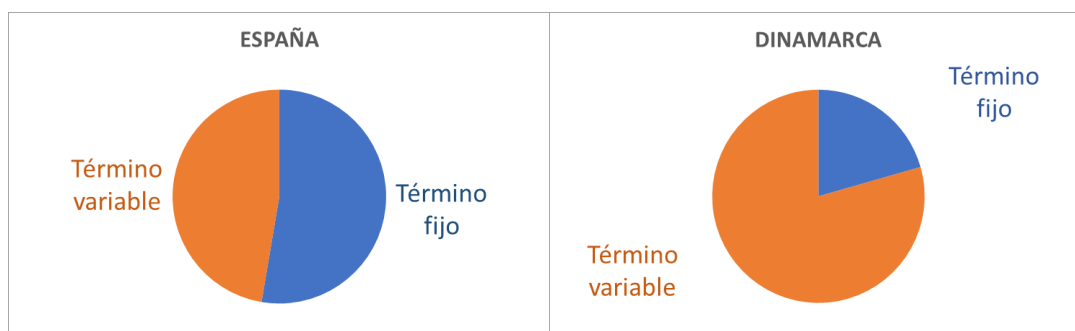 ESPAÑA
Término
variable
Término
fijo
DINAMARCA
Término
fijo
Término
variable